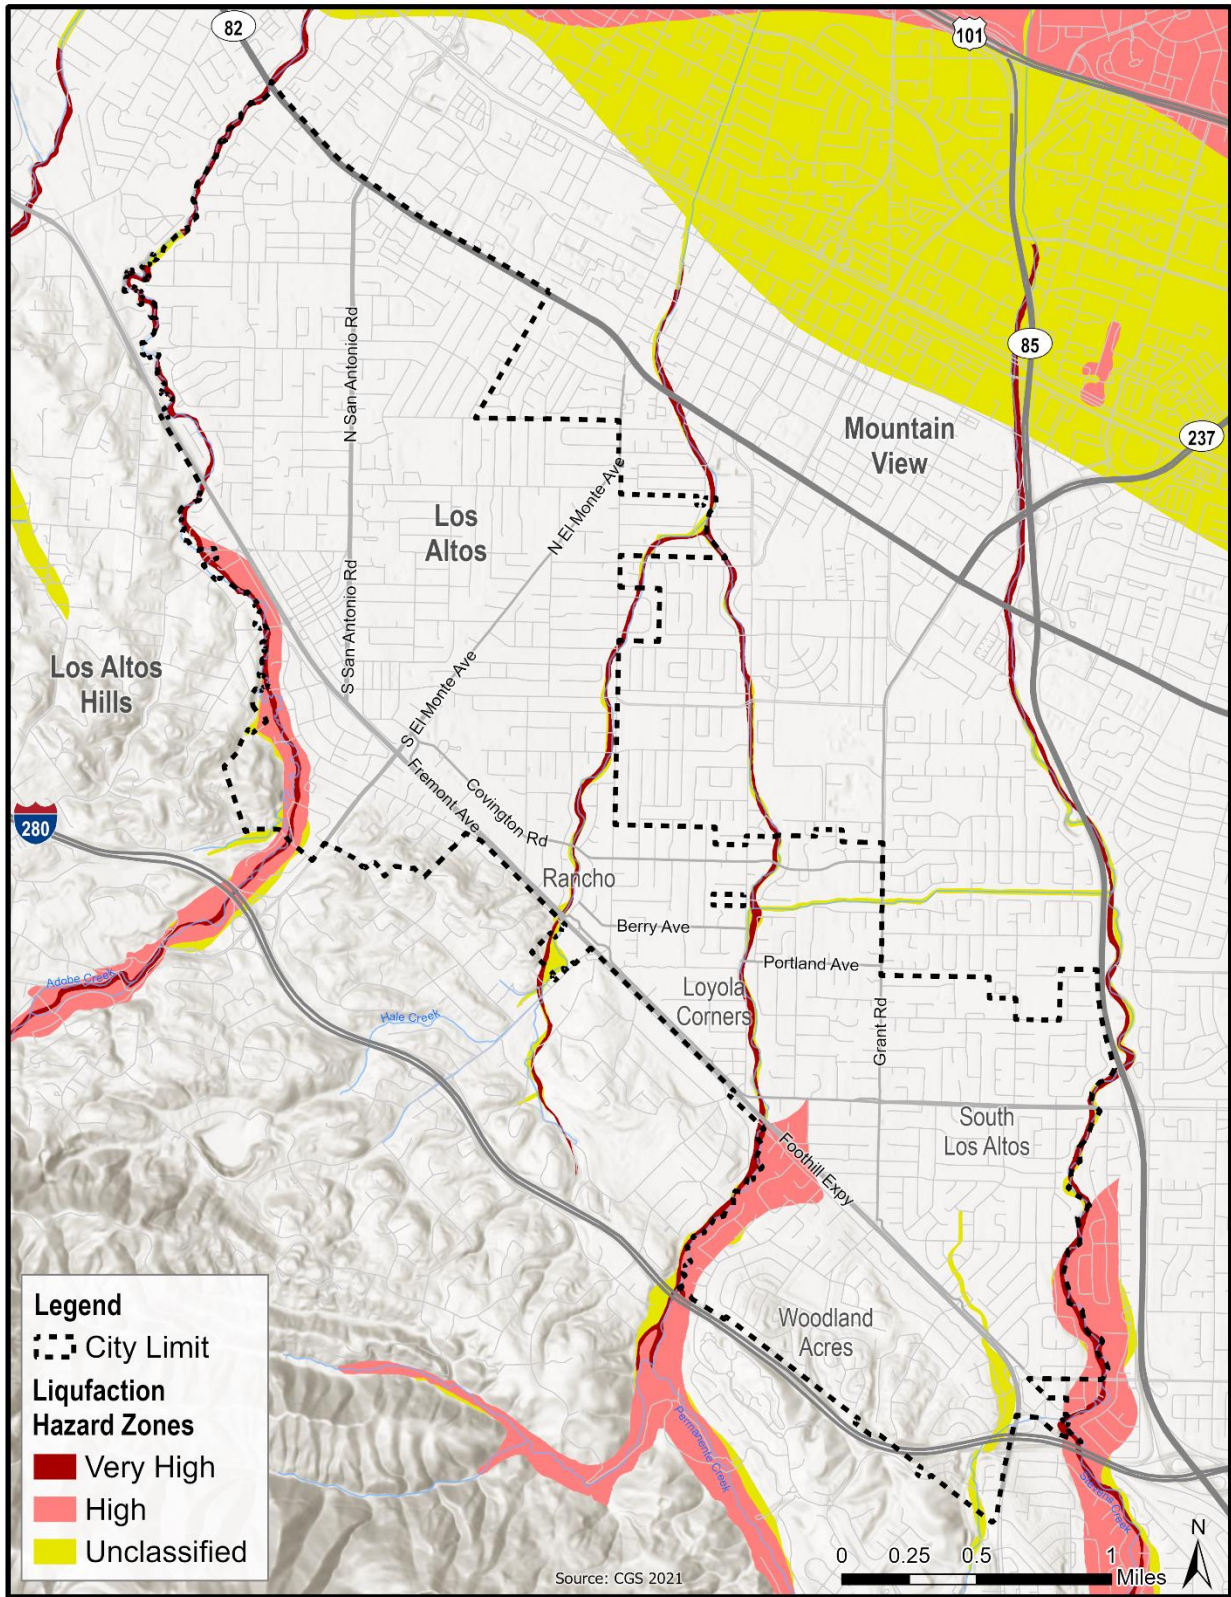 82
101
85
237
280
N San Antonio Rd
Mountain
View
Los
Altos
N El Monte Ave
S San Antonio Rd
Los Altos
Hills
S El Monte Ave
Fremont Ave
Covington Rd
Rancho
Berry Ave
Portland Ave
Adobe Creek
Loyola
Corners
Hale Creek
Grant Rd
South
Los Altos
Foothill Expy
Woodland
Acres
Permanente Creek
Stevens Creek
Legend
City Limit
Liqufaction
Hazard Zones
Very High
High
Unclassified
Source: CGS 2021
0 0.25 0.5 1
Miles
N